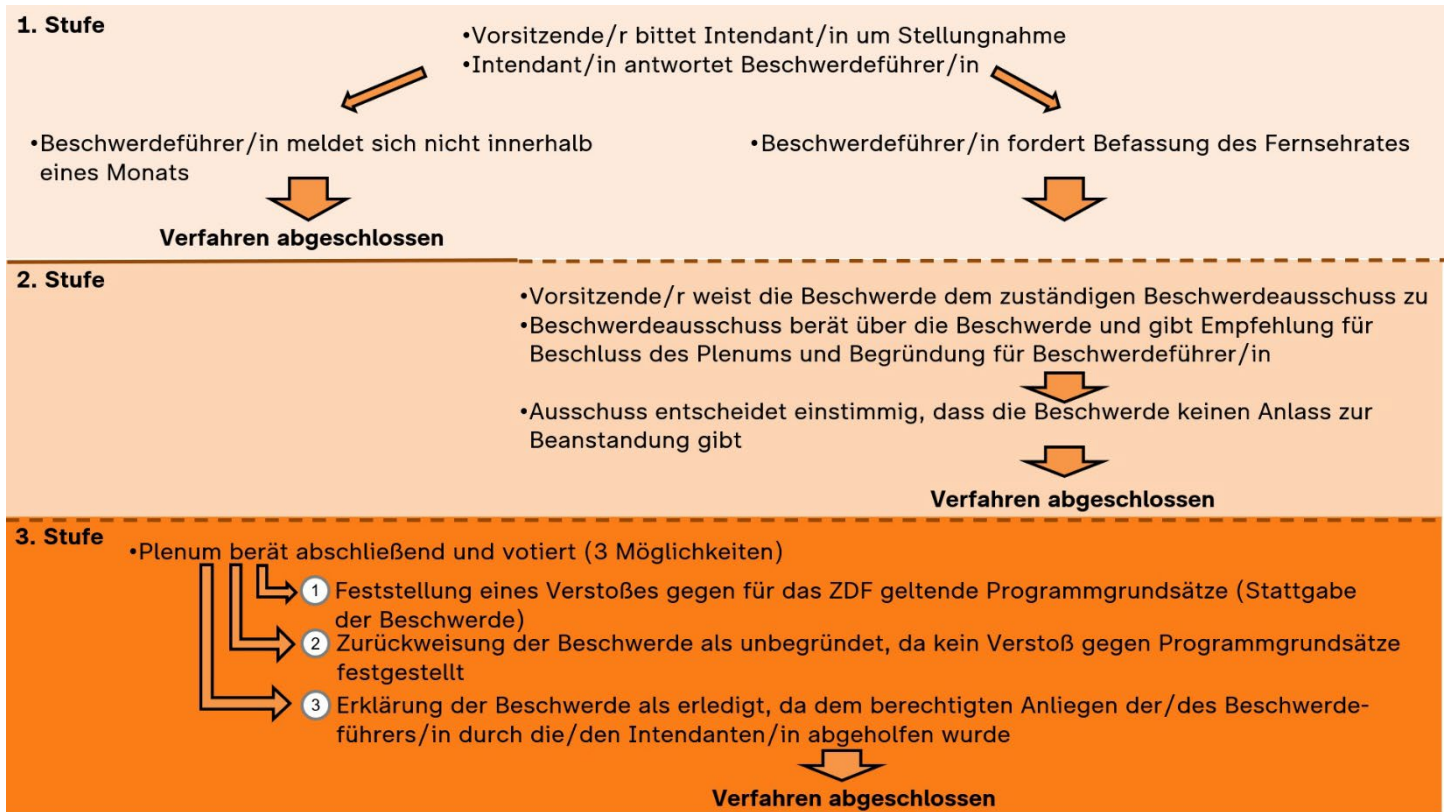 1. Stufe
•Vorsitzende/r bittet Intendant/in um Stellungnahme
•Intendant/in antwortet Beschwerdeführer/in
•Beschwerdeführer/in meldet sich nicht innerhalb
eines Monats
Verfahren abgeschlossen
•Beschwerdeführer/in fordert Befassung des Fernsehrates
2. Stufe
•Vorsitzende/r weist die Beschwerde dem zuständigen Beschwerdeausschuss zu
•Beschwerdeausschuss berät über die Beschwerde und gibt Empfehlung für
Beschluss des Plenums und Begründung für Beschwerdeführer/in
•Ausschuss entscheidet einstimmig, dass die Beschwerde keinen Anlass zur
Beanstandung gibt
Verfahren abgeschlossen
3. Stufe
•Plenum berät abschließend und votiert (3 Möglichkeiten)
1 Feststellung eines Verstoßes gegen für das ZDF geltende Programmgrundsätze (Stattgabe
der Beschwerde)
2 Zurückweisung der Beschwerde als unbegründet, da kein Verstoß gegen Programmgrundsätze
festgestellt
3 Erklärung der Beschwerde als erledigt, da dem berechtigten Anliegen der/des Beschwerde-
führers/in durch die/den Intendanten/in abgeholfen wurde
Verfahren abgeschlossen